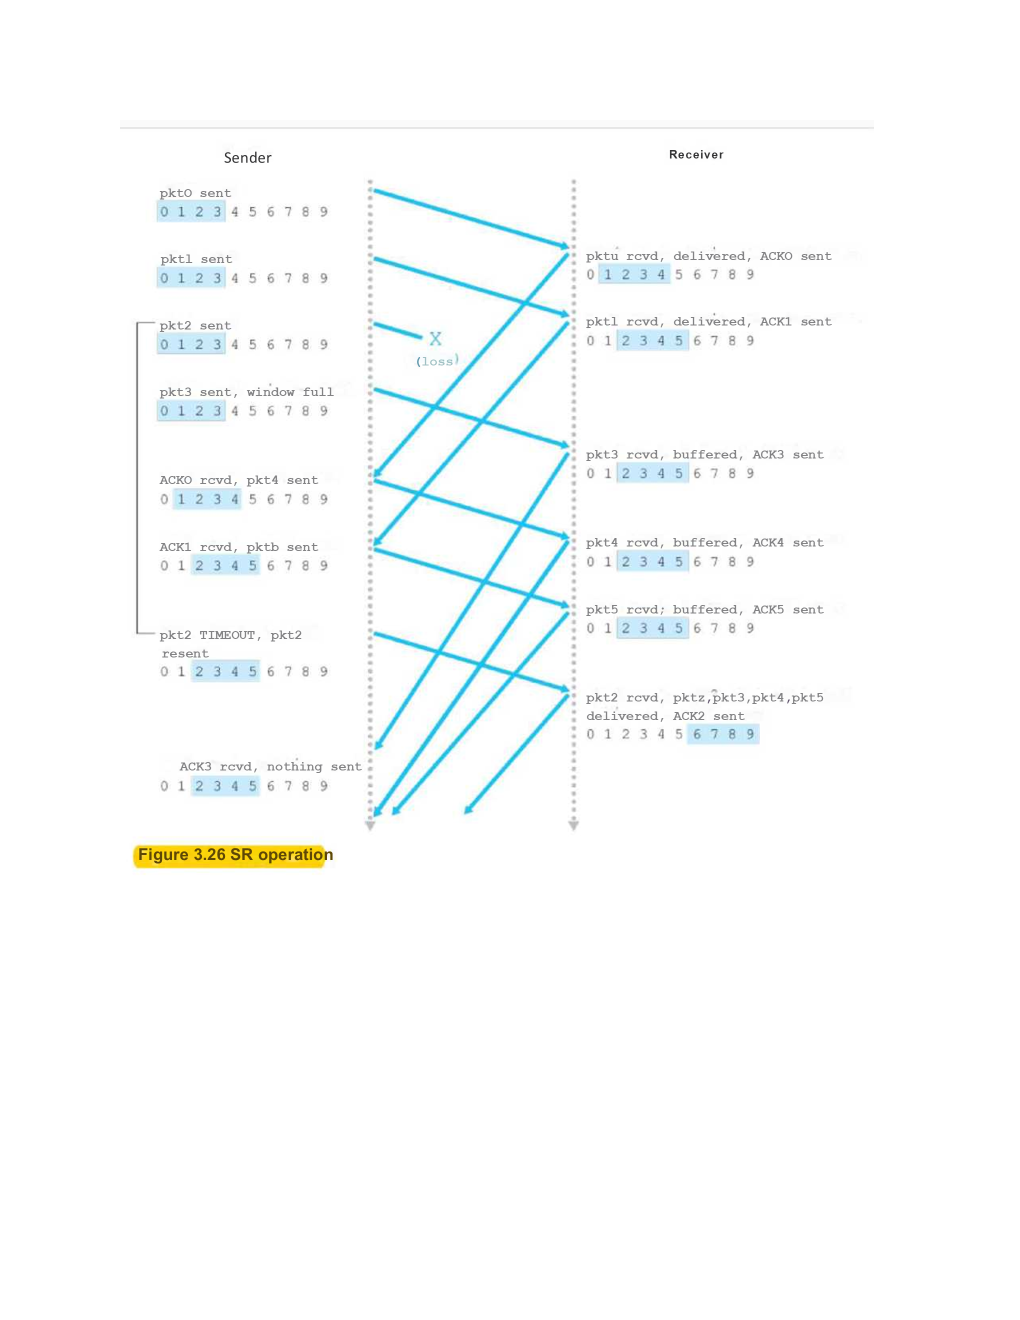 Sender
Receiver
pktO sent
0 1 2 3 4 5 6 7 8 9
pktu rcvd, delivered, ACKO sent
0 1 2 3 4 5 6 7 8 9
pktl sent
0 1 2 3 4 5 6 7 8 9
pktl rcvd, delivered, ACK1 sent
0 1 2 3 4 5 6 7 8 9
pkt2 sent
0 1 2 3 4 5 6 7 8 9
X
(loss)
pkt3 sent, window full
0 1 2 3 4 5 6 7 8 9
pkt3 rcvd, buffered, ACK3 sent
0 1 2 3 4 5 6 7 8 9
ACKO rcvd, pkt4 sent
0 1 2 3 4 5 6 7 8 9
pkt4 rcvd, buffered, ACK4 sent
0 1 2 3 4 5 6 7 8 9
ACK1 rcvd, pktb sent
0 1 2 3 4 5 6 7 8 9
pkt5 rcvd; buffered, ACK5 sent
0 1 2 3 4 5 6 7 8 9
pkt2 TIMEOUT, pkt2
resent
0 1 2 3 4 5 6 7 8 9
pkt2 rcvd, pktz,pkt3,pkt4,pkt5
delivered, ACK2 sent
0 1 2 3 4 5 6 7 8 9
ACK3 rcvd, nothing sent
0 1 2 3 4 5 6 7 8 9
Figure 3.26 SR operation